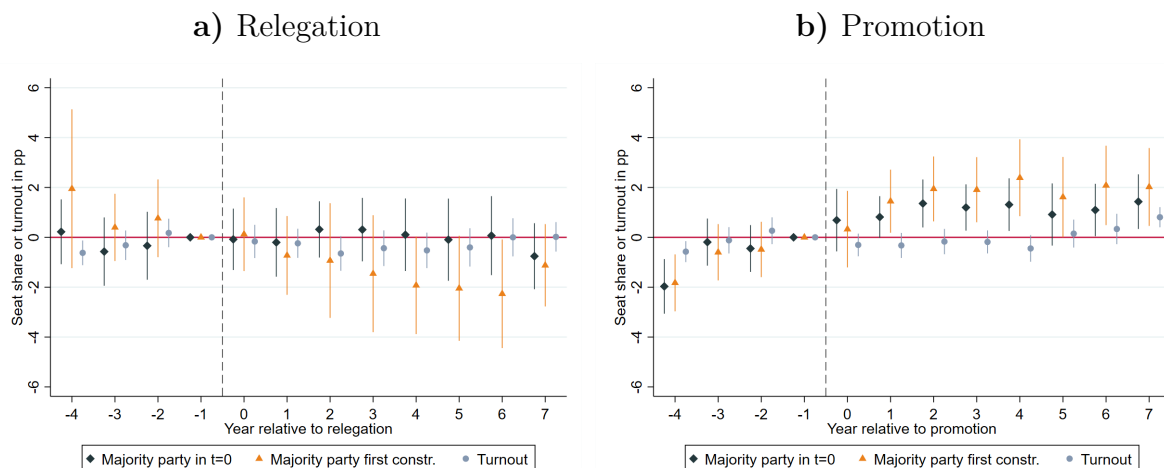 a) Relegation
Seat share or turnout in pp
6
4
2
0
-2
-4
-6
-4 -3 -2 -1 0 1 2 3 4 5 6 7
Year relative to relegation
Majority party in t=0 Majority party first constr. Turnout
b) Promotion
Seat share or turnout in pp
6
4
2
0
-2
-4
-6
-4 -3 -2 -1 0 1 2 3 4 5 6 7
Year relative to promotion
Majority party in t=0 Majority party first constr. Turnout